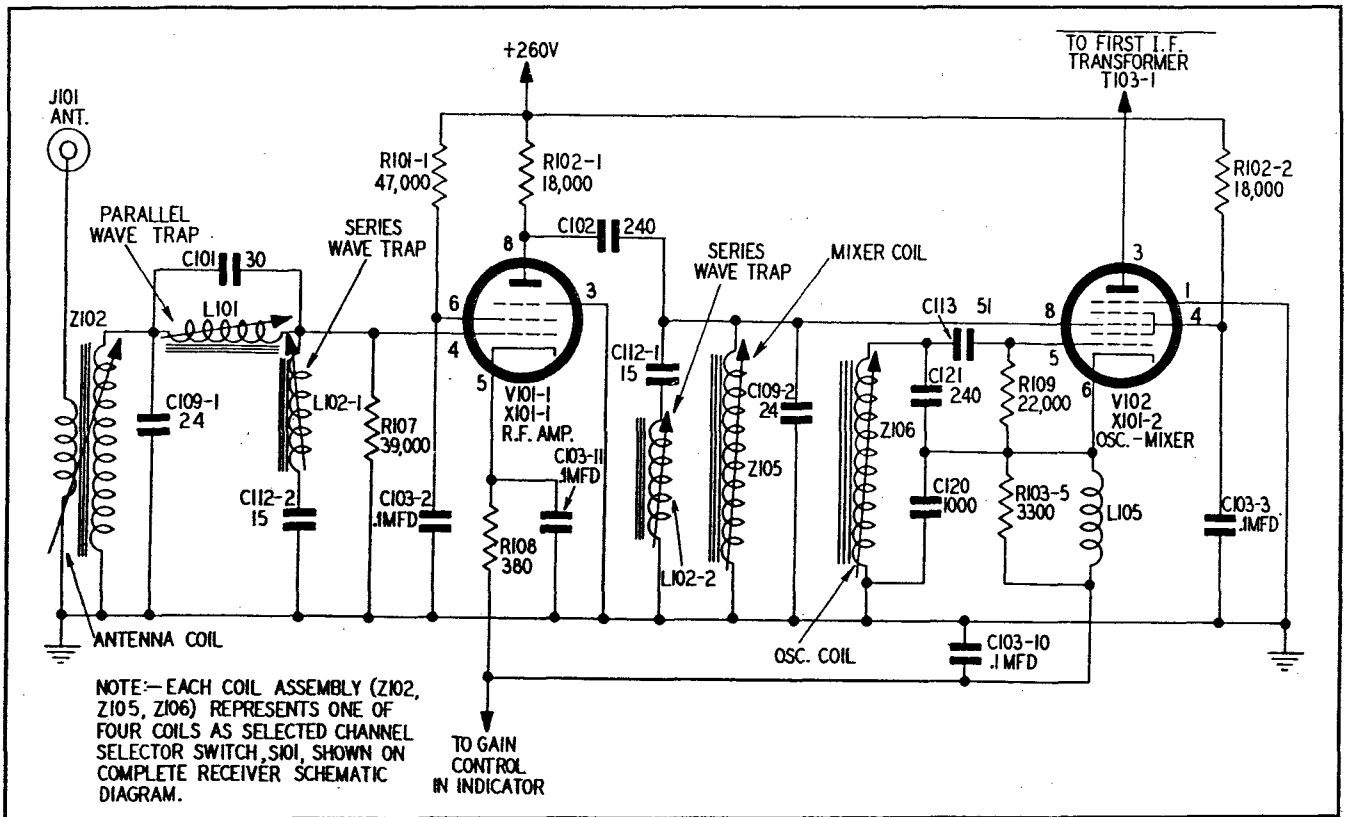 +260V
TO FIRST I.F.
TRANSFORMER
T103-1
J101
ANT.
R101-1
47,000
R102-1
18,000
R102-2
18,000
PARALLEL
WAVE TRAP
SERIES
WAVE TRAP
C101
30
L101
Z102
C109-1
24
L102-1
C112-2
15
R107
39,000
C103-2
.1MFD
8
6
4
5
3
V101-1
X101-1
R.F. AMP.
C103-11
.1MFD
R108
380
C102
240
SERIES
WAVE TRAP
MIXER COIL
C112-1
15
L102-2
Z105
C109-2
24
C113
51
Z106
C121
240
C120
1000
R109
22,000
R103-5
3300
L105
3
1
8
4
5
6
V102
X101-2
OSC.-MIXER
C103-3
.1MFD
ANTENNA COIL
OSC. COIL
C103-10
.1MFD
NOTE:- EACH COIL ASSEMBLY (Z102,
Z105, Z106) REPRESENTS ONE OF
FOUR COILS AS SELECTED CHANNEL
SELECTOR SWITCH, S101, SHOWN ON
COMPLETE RECEIVER SCHEMATIC
DIAGRAM.
TO GAIN
CONTROL
IN INDICATOR